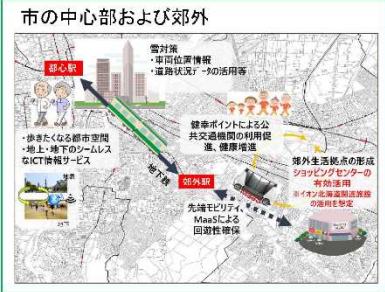 市の中心部および郊外
雪対策
・車両位置情報
・道路状況データの活用等
都心駅
健幸ポイントによる公
共交通機関の利用促
進、健康増進
・歩きたくなる都市空間
・地上・地下のシームレス
なICT情報サービス
地下鉄
郊外駅
郊外生活拠点の形成
ショッピングセンターの
有効活用
※イオン北海道関連施設
の活用を想定
先端モビリティ、
MaaSによる
回遊性確保